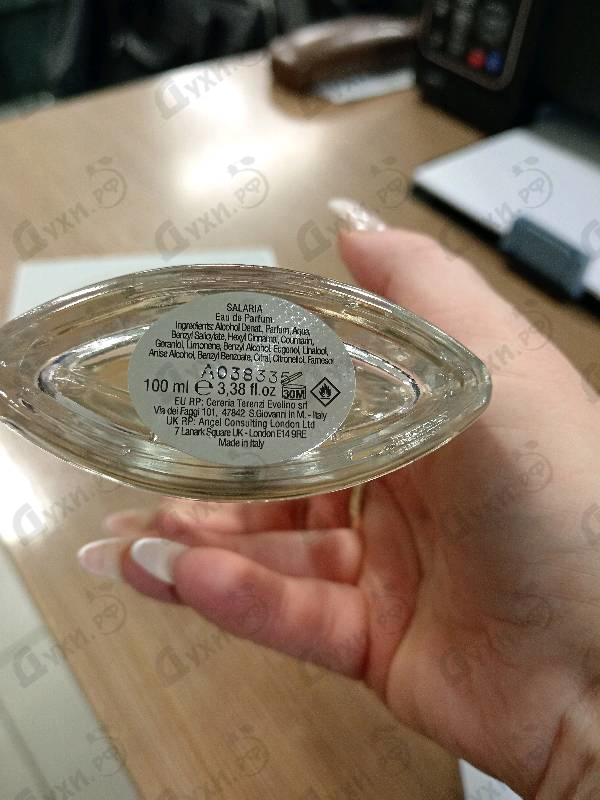 SALARIA
Eau de Parfum
Ingredients: Alcohol Denat., Parfum, Aqua,
Benzyl Salicylate, Hexyl Cinnamal, Coumarin,
Geraniol, Limonene, Benzyl Alcohol, Eugenol, Linalool,
Anise Alcohol, Benzyl Benzoate, Citral, Citronellol, Farnesol
A038335
100 ml e 3,38 fl.oz 30M
EU RP: Cereria Terenzi Evelino srl
Via dei Faggi 101, 47842 S.Giovanni in M. - Italy
UK RP: Angel Consulting London Ltd
7 Lanark Square UK - London E14 9RE
Made in Italy
Духи.РФ